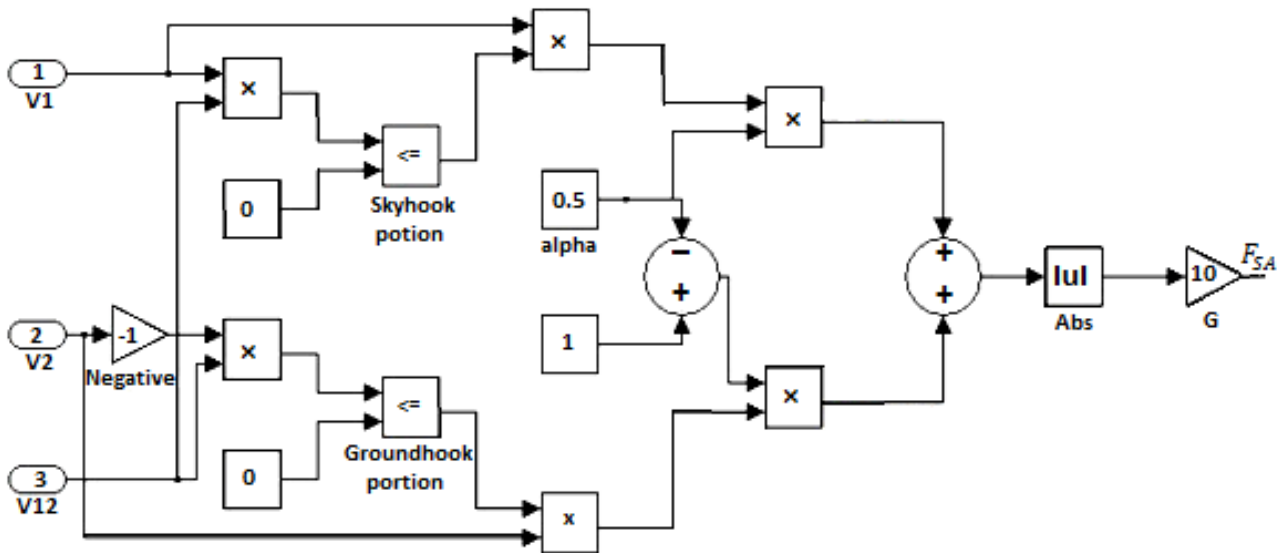 1
V1
×
×
<=
0
Skyhook
potion
×
0.5
alpha
−
+
1
+
+
|u|
Abs
10
G
F_SA
2
V2
-1
Negative
×
<=
0
Groundhook
portion
×
3
V12
x